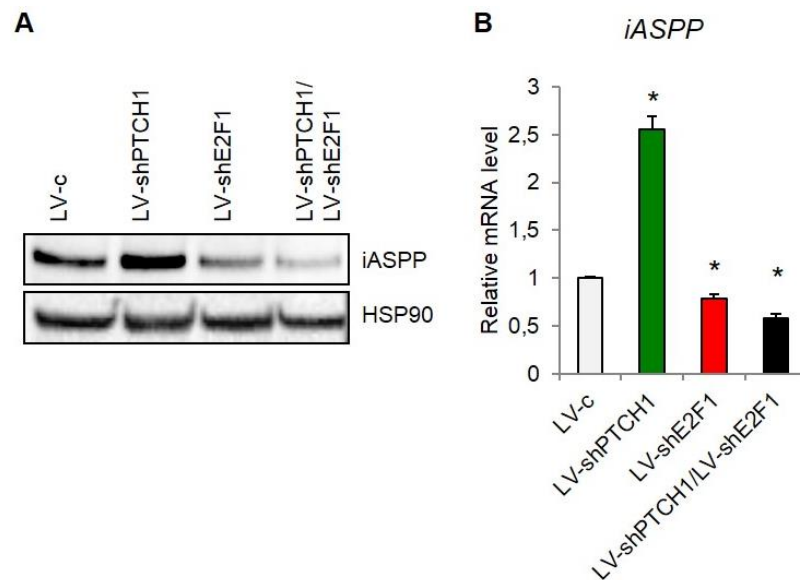 A
LV-c
LV-shPTCH1
LV-shE2F1
LV-shPTCH1/
LV-shE2F1
iASPP
HSP90
B
iASPP
Relative mRNA level
3
2,5
2
1,5
1
0,5
0
*
*
*
LV-c
LV-shPTCH1
LV-shE2F1
LV-shPTCH1/LV-shE2F1